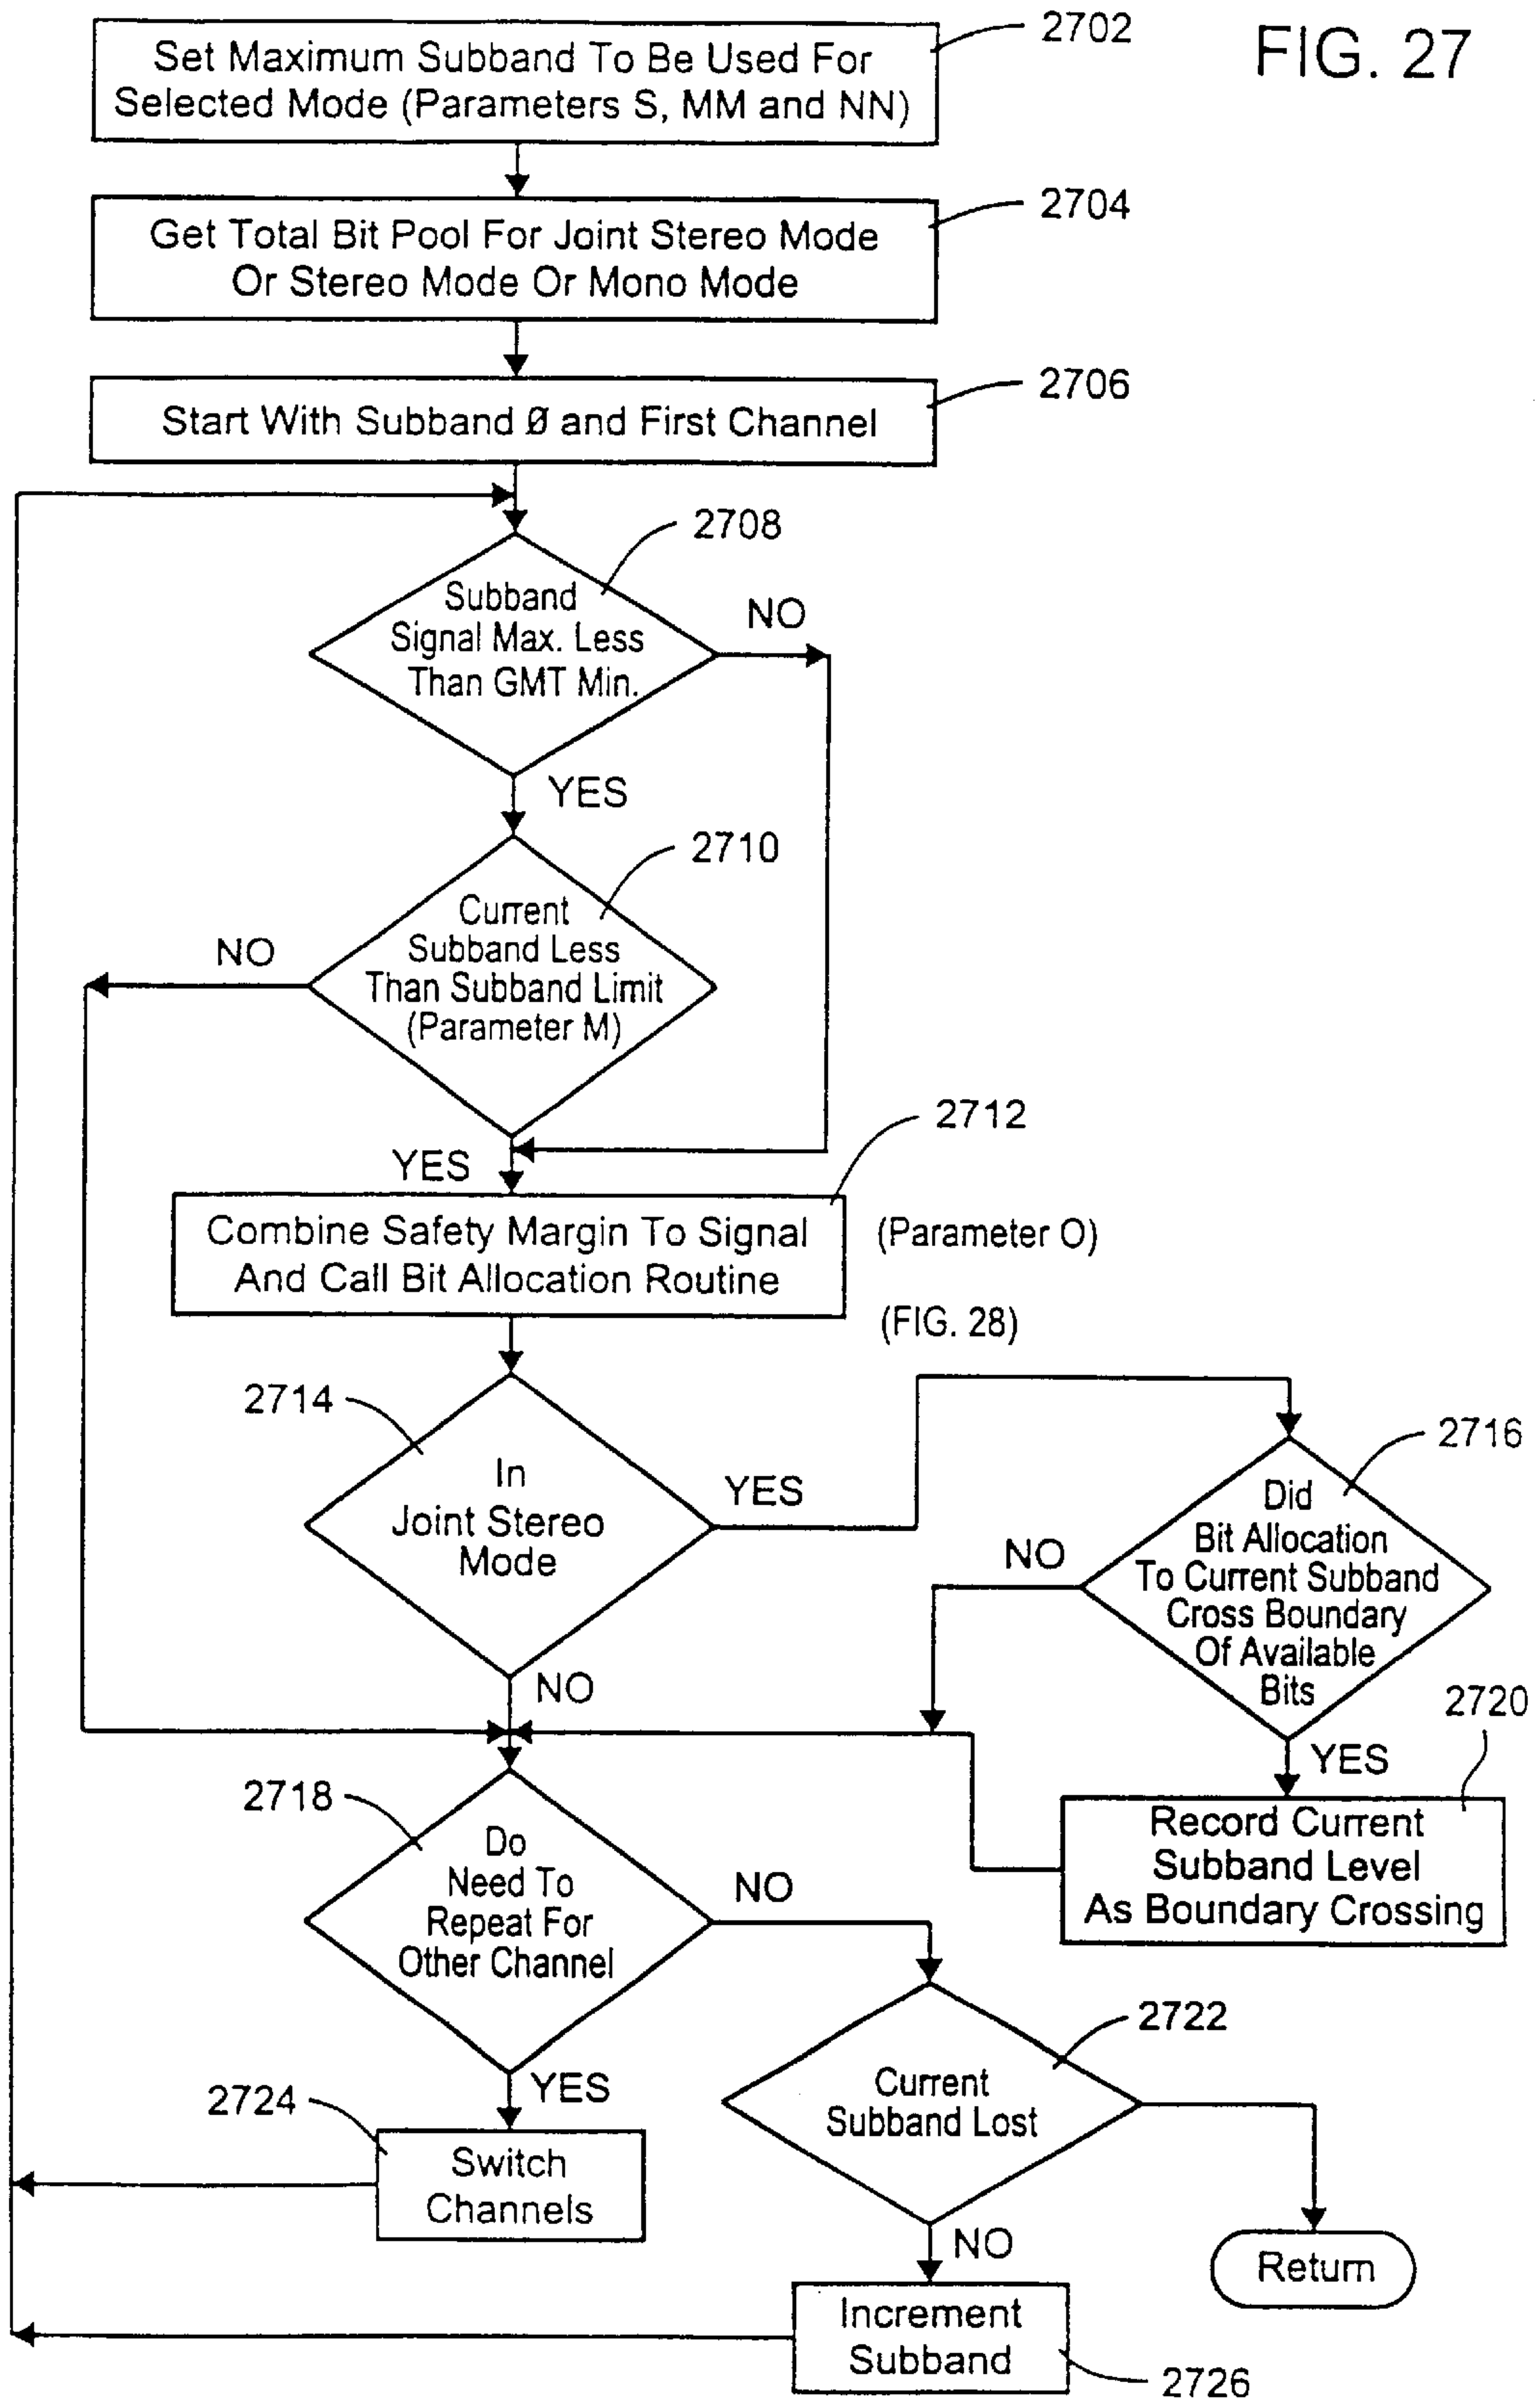 FIG. 27
2702
Set Maximum Subband To Be Used For
Selected Mode (Parameters S, MM and NN)
2704
Get Total Bit Pool For Joint Stereo Mode
Or Stereo Mode Or Mono Mode
2706
Start With Subband Ø and First Channel
2708
Subband
Signal Max. Less
Than GMT Min.
NO
YES
2710
Current
Subband Less
Than Subband Limit
(Parameter M)
NO
YES
2712
Combine Safety Margin To Signal
And Call Bit Allocation Routine
(Parameter O)
(FIG. 28)
2714
In
Joint Stereo
Mode
YES
NO
2716
Did
Bit Allocation
To Current Subband
Cross Boundary
Of Available
Bits
NO
YES
2720
Record Current
Subband Level
As Boundary Crossing
2718
Do
Need To
Repeat For
Other Channel
NO
YES
2722
Current
Subband Lost
NO
2724
Switch
Channels
Return
Increment
Subband
2726